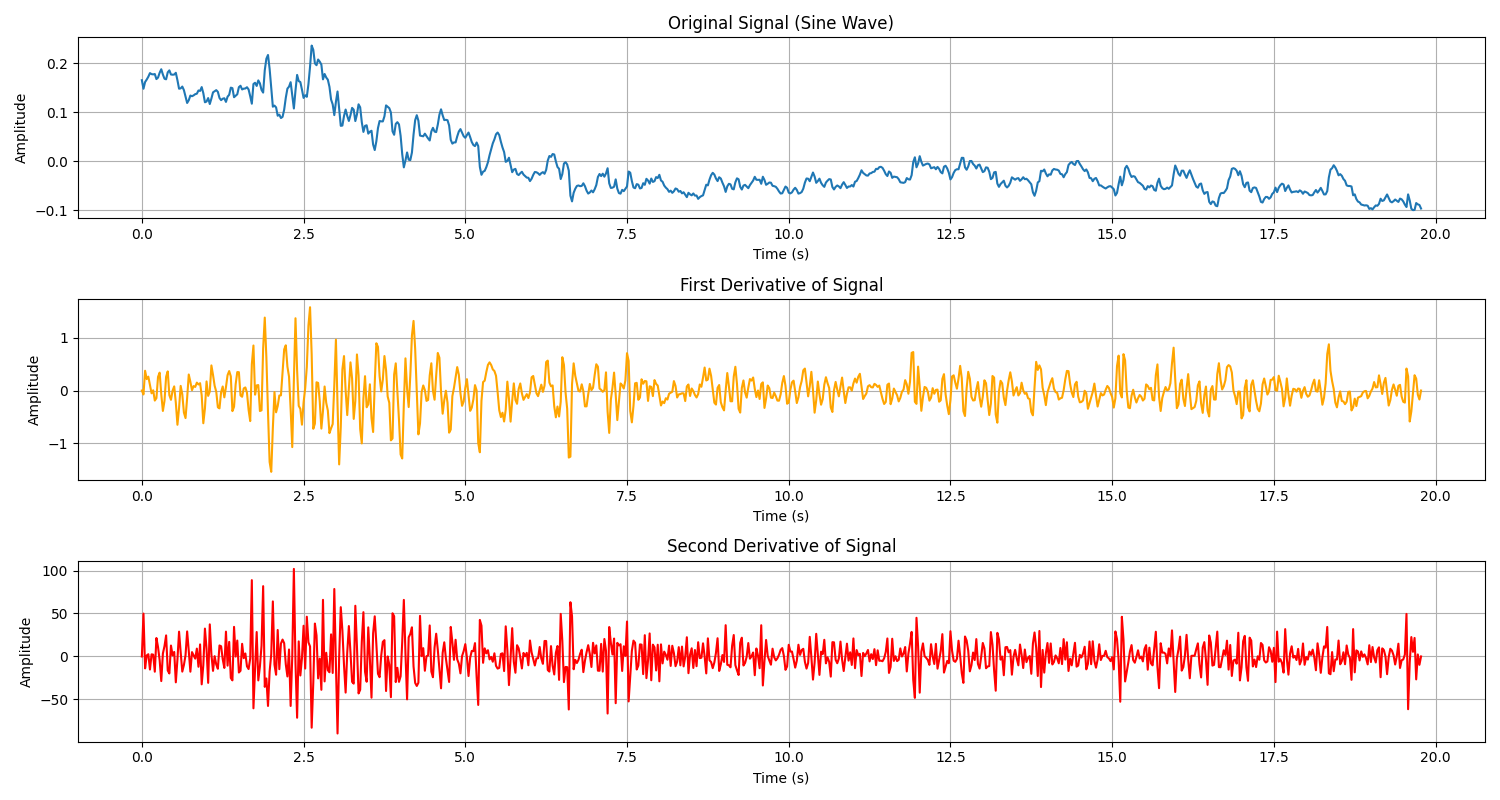 Original Signal (Sine Wave)
Amplitude
0.2
0.1
0.0
−0.1
0.0 2.5 5.0 7.5 10.0 12.5 15.0 17.5 20.0
Time (s)
First Derivative of Signal
Amplitude
1
0
−1
0.0 2.5 5.0 7.5 10.0 12.5 15.0 17.5 20.0
Time (s)
Second Derivative of Signal
Amplitude
100
50
0
−50
0.0 2.5 5.0 7.5 10.0 12.5 15.0 17.5 20.0
Time (s)